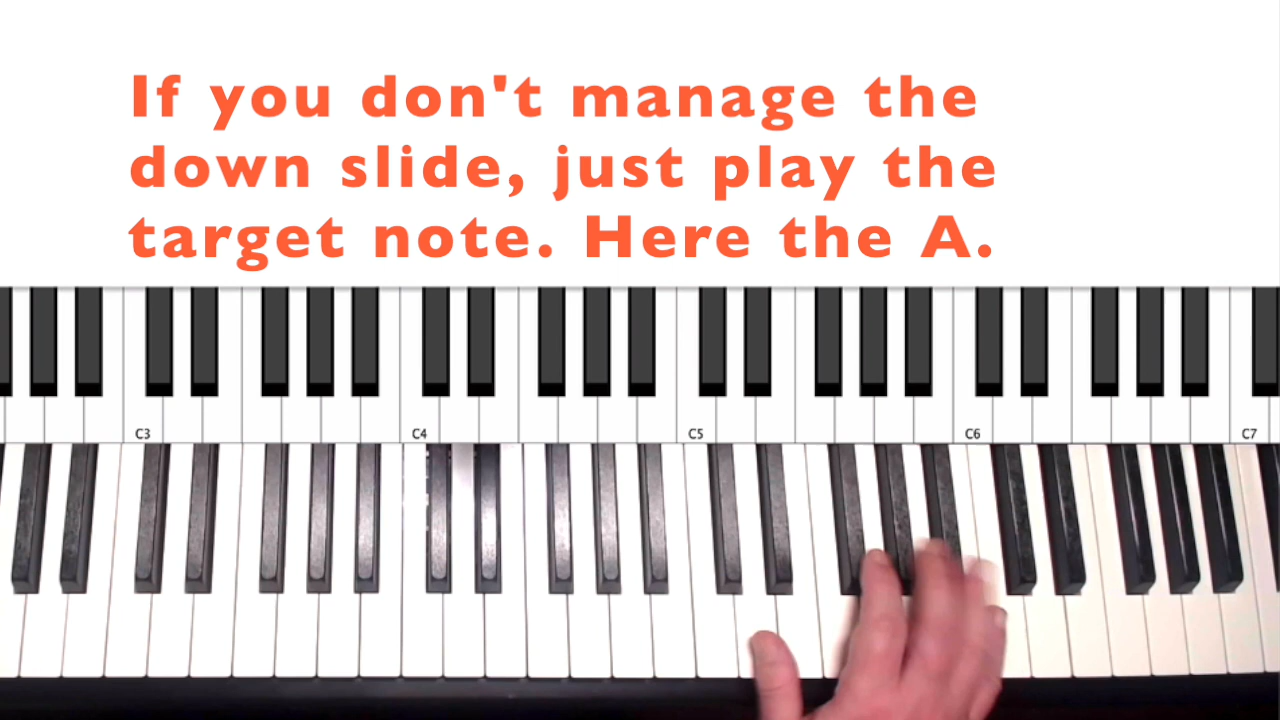 If you don't manage the
down slide, just play the
target note. Here the A.
C3 C4 C5 C6 C7